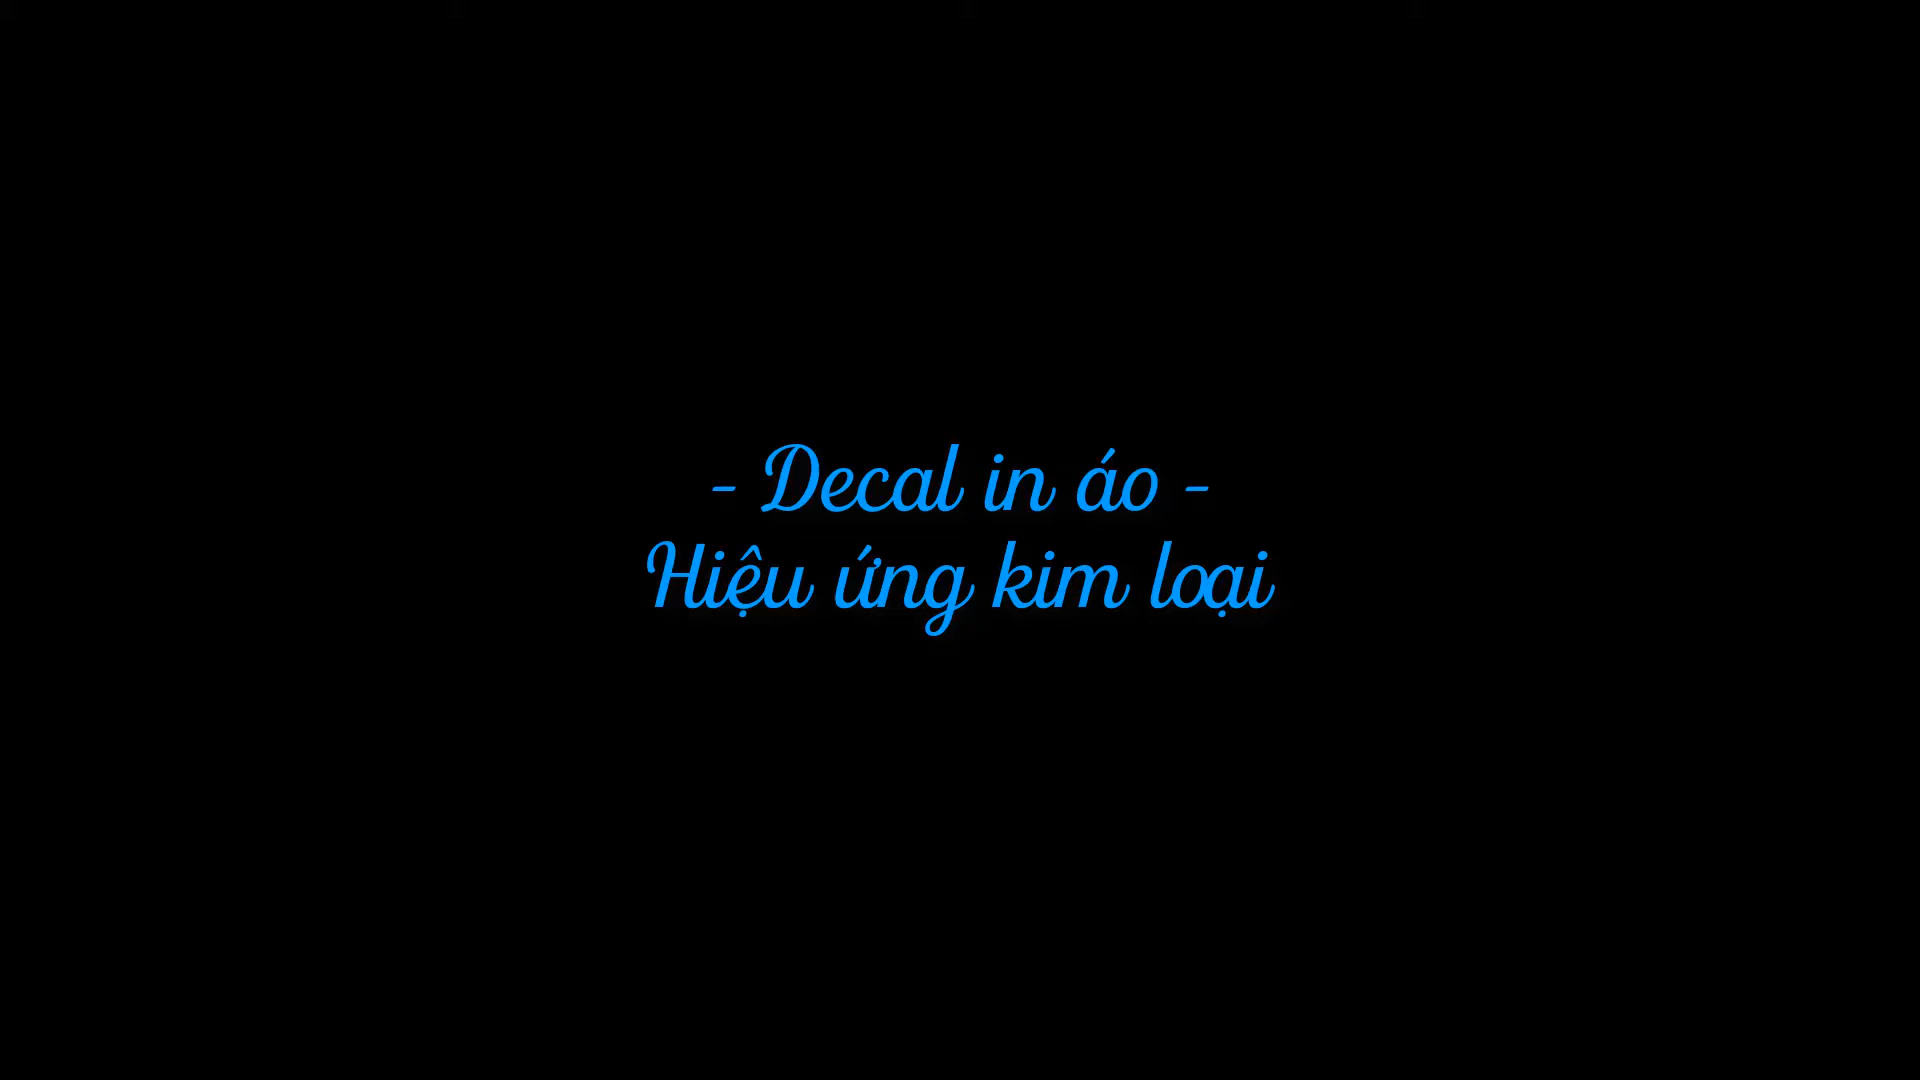 - Decal in áo -
Hiệu ứng kim loại